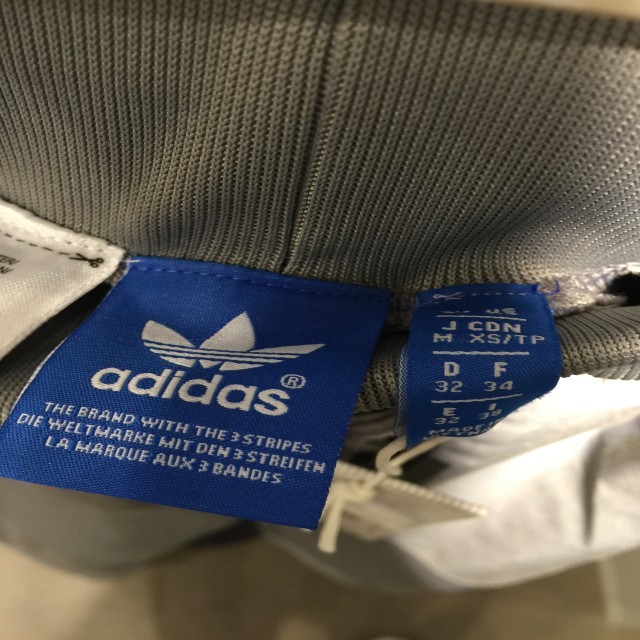 adidas®
THE BRAND WITH THE 3 STRIPES
DIE WELTMARKE MIT DEN 3 STREIFEN
LA MARQUE AUX 3 BANDES
J CDN
M XS/TP
D F
32 34
E
32